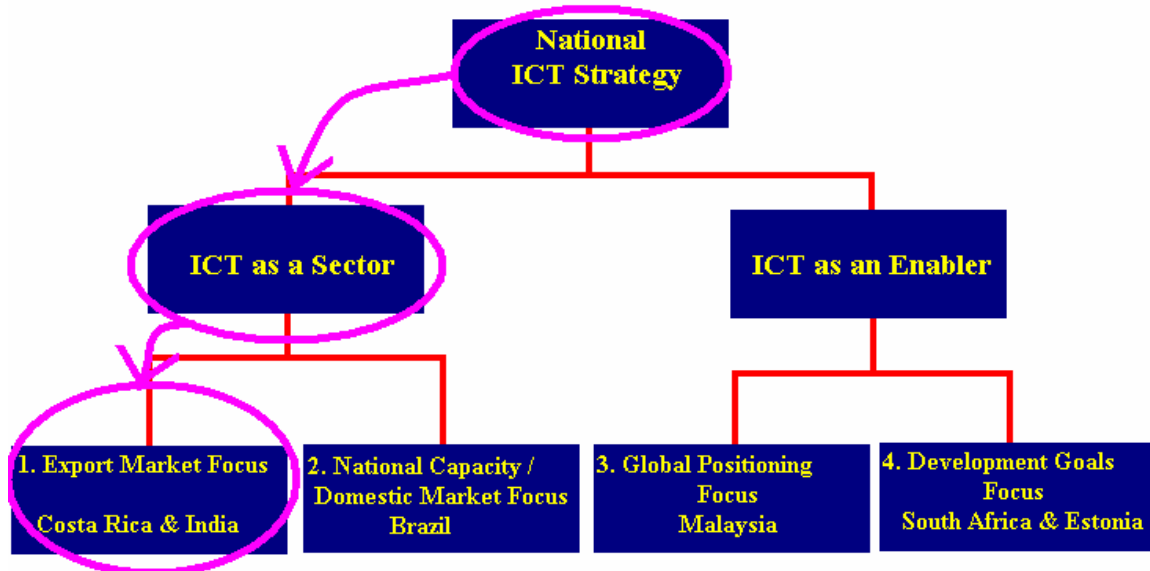 National
ICT Strategy
ICT as a Sector
ICT as an Enabler
1. Export Market Focus
Costa Rica & India
2. National Capacity /
Domestic Market Focus
Brazil
3. Global Positioning
Focus
Malaysia
4. Development Goals
Focus
South Africa & Estonia